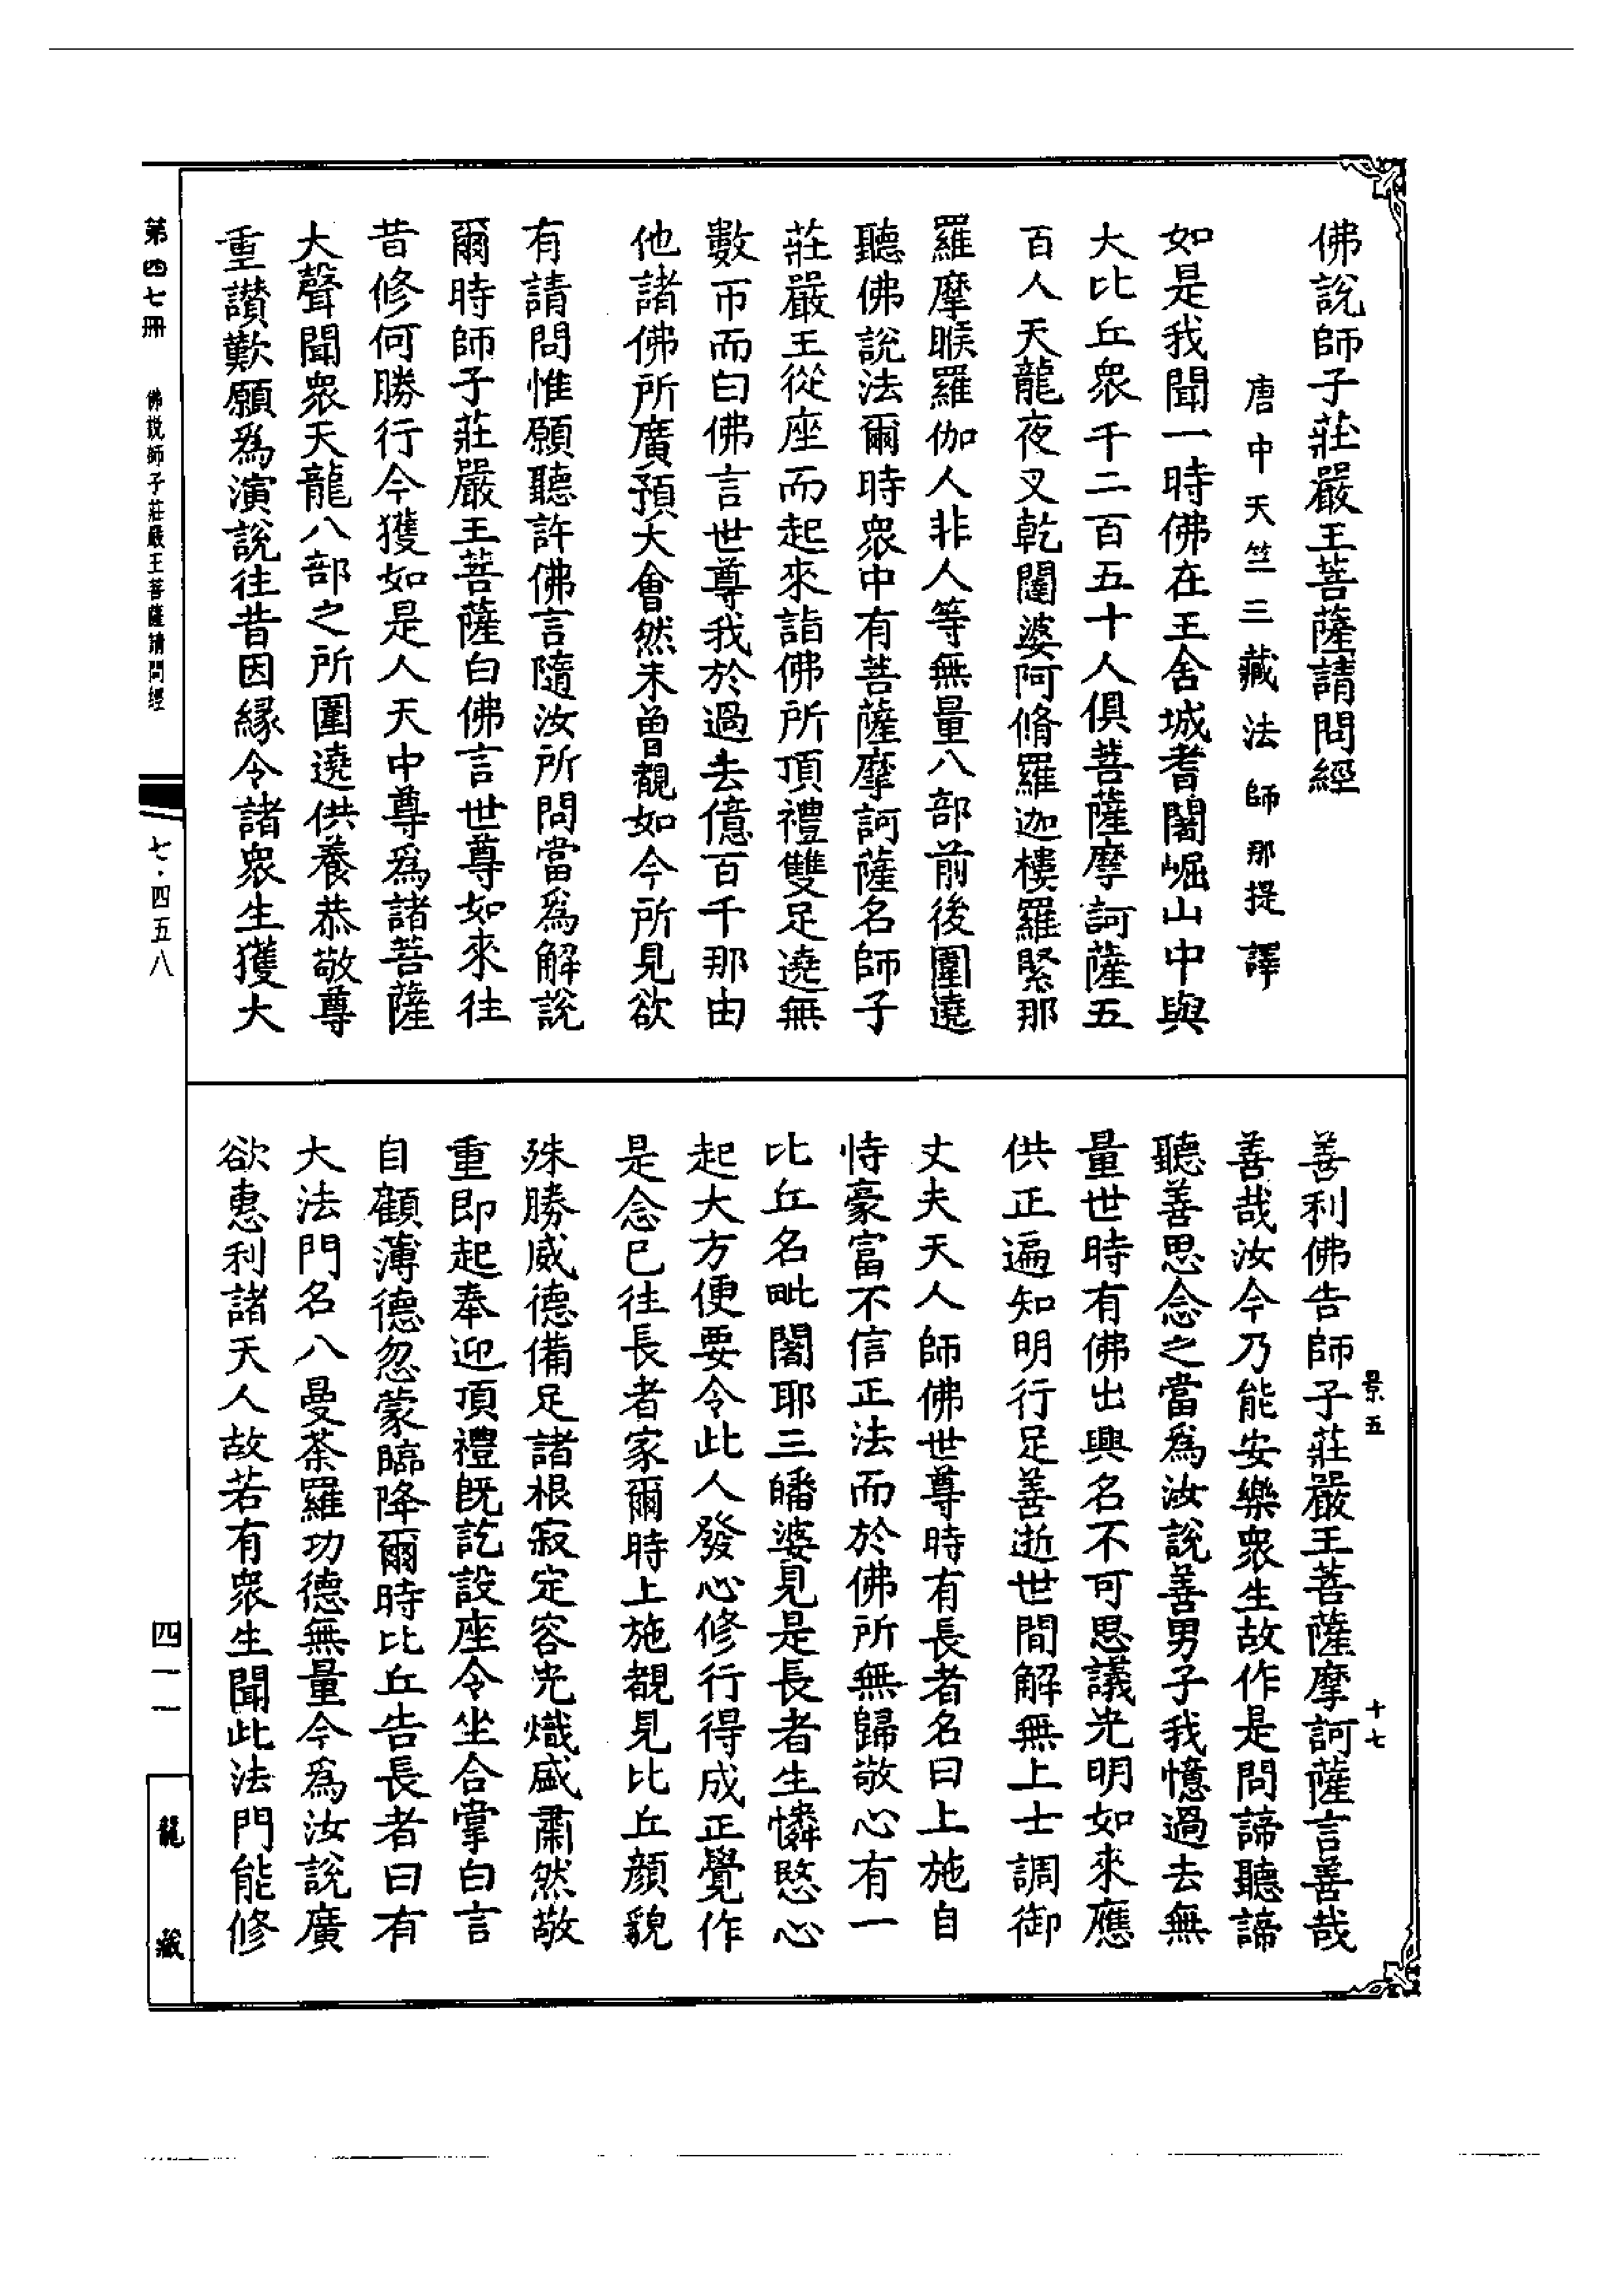 佛說師子莊嚴王菩薩請問經
唐中天竺三藏法師那提譯
如是我聞一時佛在王舍城耆闍崛山中與
大比丘衆千二百五十人俱菩薩摩訶薩五
百人天龍夜叉乾闥婆阿脩羅迦樓羅緊那
羅摩睺羅伽人非人等無量八部前後圍遶
聽佛說法爾時衆中有菩薩摩訶薩名師子
莊嚴王從座而起來詣佛所頂禮雙足遶無
數帀而白佛言世尊我於過去億百千那由
他諸佛所廣預大會然未曾覩如今所見欲
有請問惟願聽許佛言隨汝所問當爲解說
爾時師子莊嚴王菩薩白佛言世尊如來往
昔修何勝行今獲如是人天中尊爲諸菩薩
大聲聞衆天龍八部之所圍遶供養恭敬尊
重讚歎願爲演說往昔因緣令諸衆生獲大
善利佛告師子莊嚴王菩薩摩訶薩言善哉
善哉汝今乃能安樂衆生故作是問諦聽諦
聽善思念之當爲汝說善男子我憶過去無
量世時有佛出興名不可思議光明如來應
供正遍知明行足善逝世間解無上士調御
丈夫天人師佛世尊時有長者名曰上施自
恃豪富不信正法而於佛所無歸敬心有一
比丘名毗闍耶三皤婆見是長者生憐愍心
起大方便要令此人發心修行得成正覺作
是念已往長者家爾時上施覩見比丘顏貌
殊勝威德備足諸根寂定容光熾盛肅然敬
重即起奉迎頂禮旣訖設座令坐合掌白言
自顧薄德忽蒙臨降爾時比丘告長者曰有
大法門名八曼荼羅功德無量今爲汝說廣
欲惠利諸天人故若有衆生聞此法門能修
景五
十七
第四七冊
佛說師子莊嚴王菩薩請問經
七·四五八
四一一
龍藏